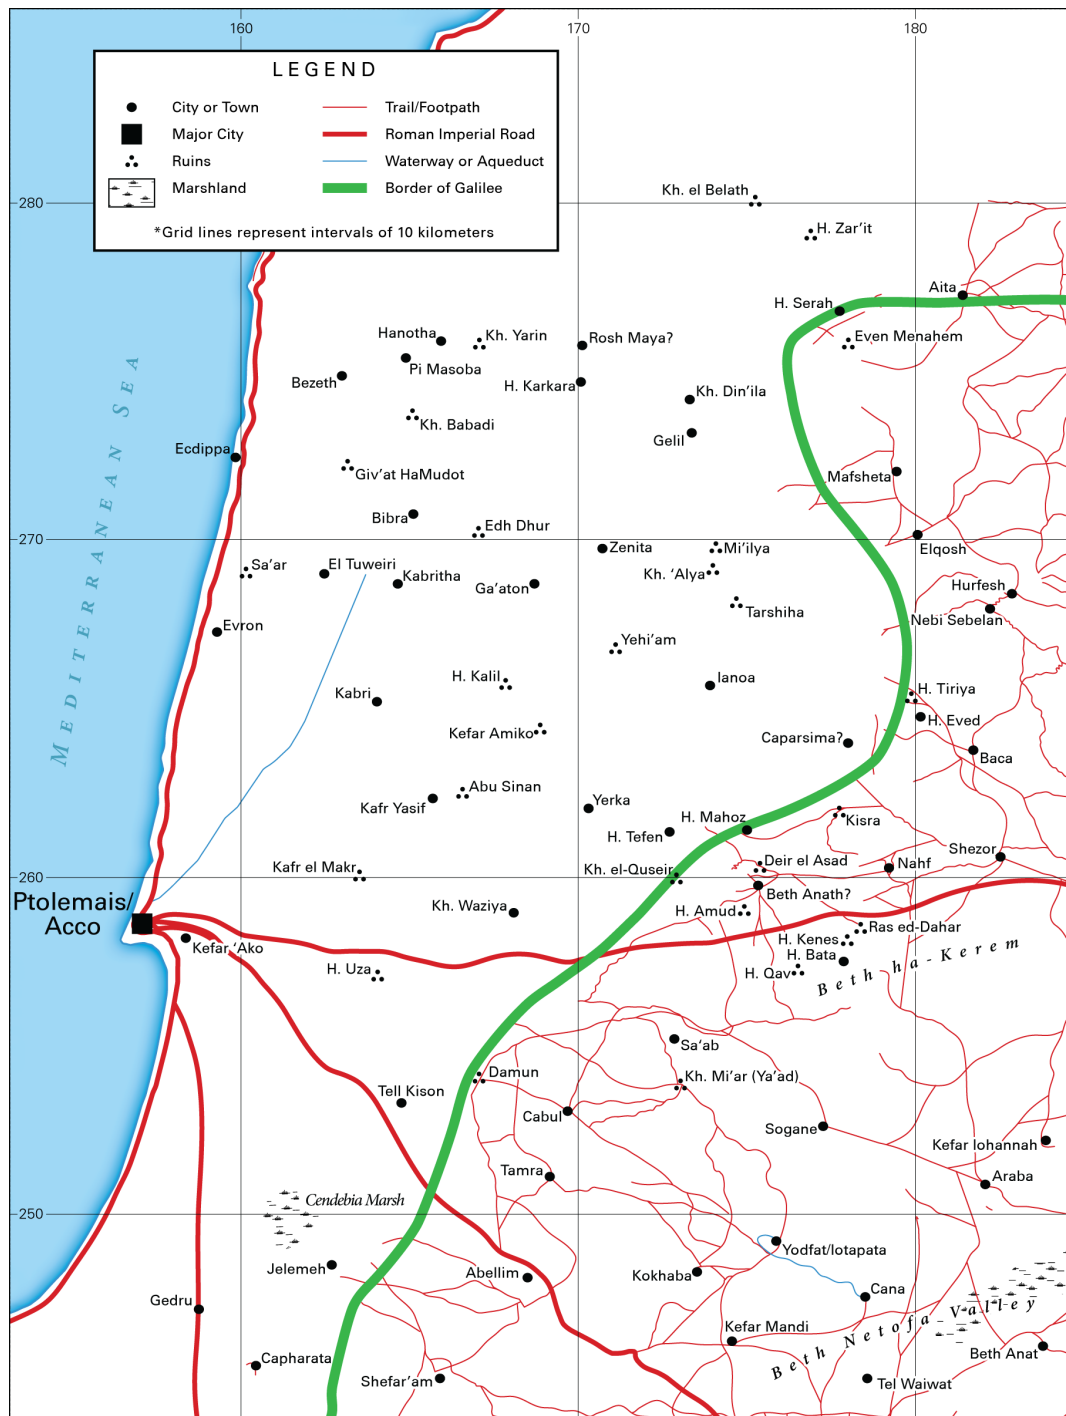 160
170
180
LEGEND
City or Town
Trail/Footpath
Major City
Roman Imperial Road
Ruins
Waterway or Aqueduct
Marshland
Border of Galilee
*Grid lines represent intervals of 10 kilometers
280
Kh. el Belath
H. Zar’it
Aita
H. Serah
Even Menahem
Hanotha
Kh. Yarin
Rosh Maya?
Pi Masoba
Bezeth
H. Karkara
Kh. Din’ila
Kh. Babadi
Gelil
Ecdippa
Giv’at HaMudot
Mafsheta
MEDITERRANEAN SEA
Bibra
Edh Dhur
270
Zenita
Mi’ilya
Elqosh
Sa’ar
El Tuweiri
Kabritha
Ga’aton
Kh. ‘Alya
Hurfesh
Tarshiha
Nebi Sebelan
Evron
Yehi’am
H. Kalil
Ianoa
H. Tiriya
Kabri
H. Eved
Kefar Amiko
Caparsima?
Baca
Abu Sinan
Kafr Yasif
Yerka
H. Mahoz
Kisra
H. Tefen
Shezor
Kafr el Makr
Kh. el-Quseir
Deir el Asad
Nahf
260
Ptolemais/
Acco
Beth Anath?
Kh. Waziya
H. Amud
Ras ed-Dahar
Kefar ‘Ako
H. Kenes
H. Bata
H. Uza
H. Qav
Beth ha-Kerem
Sa’ab
Damun
Kh. Mi’ar (Ya’ad)
Tell Kison
Cabul
Sogane
Kefar Iohannah
Tamra
Araba
Cendebia Marsh
250
Yodfat/Iotapata
Jelemeh
Abellim
Kokhaba
Cana
Gedru
Kefar Mandi
Beth Netofa Valley
Beth Anat
Capharata
Shefar’am
Tel Waiwat